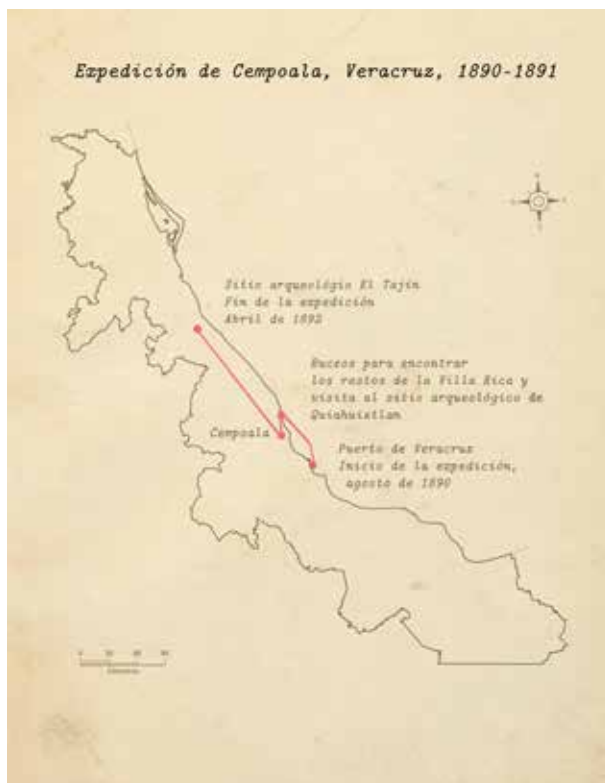 Expedición de Cempoala, Veracruz, 1890-1891
Sitio arqueológio El Tajín
Fin de la expedición
Abril de 1892
Buceos para encontrar
los restos de la Villa Rica y
visita al sitio arqueológico de
Quiahuixtlan
Cempoala
Puerto de Veracruz
Inicio de la expedición,
agosto de 1890